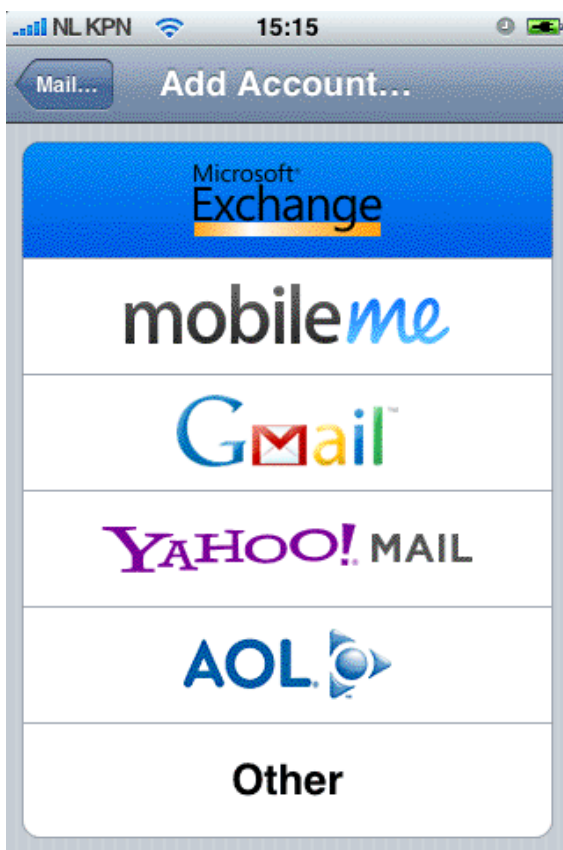 NL KPN 15:15
Mail... Add Account...
Microsoft®
Exchange
mobileme
Gmail™
YAHOO!® MAIL
AOL®
Other